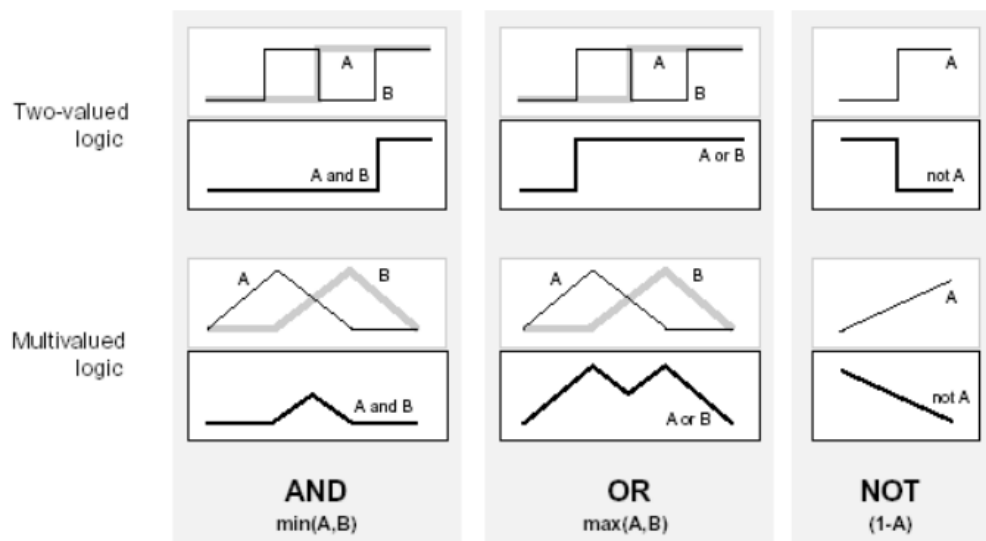 A
B
A
B
A
Two-valued
logic
A and B
A or B
not A
A
B
A
B
A
Multivalued
logic
A and B
A or B
not A
AND
OR
NOT
min(A,B)
max(A,B)
(1-A)